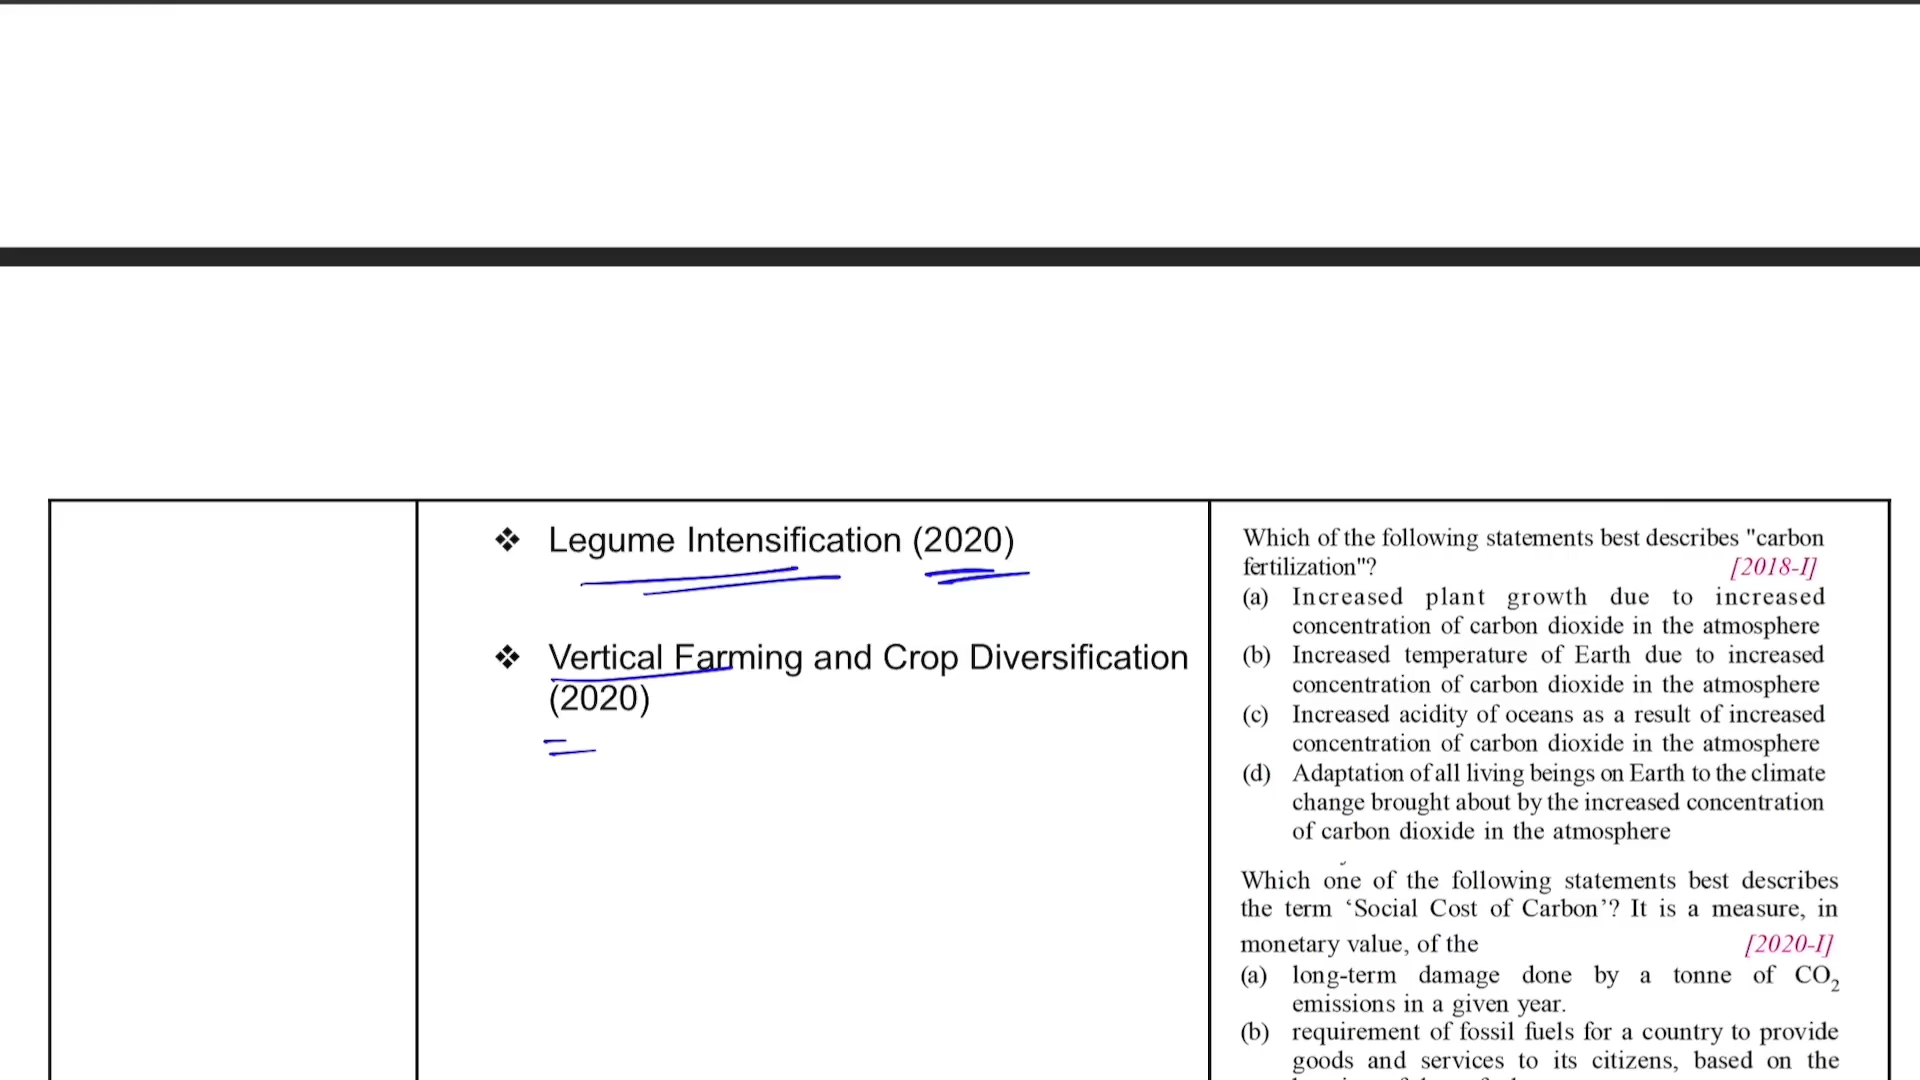 ❖ Legume Intensification (2020)
❖ Vertical Farming and Crop Diversification
(2020)
Which of the following statements best describes "carbon
fertilization"? [2018-I]
(a) Increased plant growth due to increased
concentration of carbon dioxide in the atmosphere
(b) Increased temperature of Earth due to increased
concentration of carbon dioxide in the atmosphere
(c) Increased acidity of oceans as a result of increased
concentration of carbon dioxide in the atmosphere
(d) Adaptation of all living beings on Earth to the climate
change brought about by the increased concentration
of carbon dioxide in the atmosphere
Which one of the following statements best describes
the term ‘Social Cost of Carbon’? It is a measure, in
monetary value, of the [2020-I]
(a) long-term damage done by a tonne of CO₂
emissions in a given year.
(b) requirement of fossil fuels for a country to provide
goods and services to its citizens, based on the